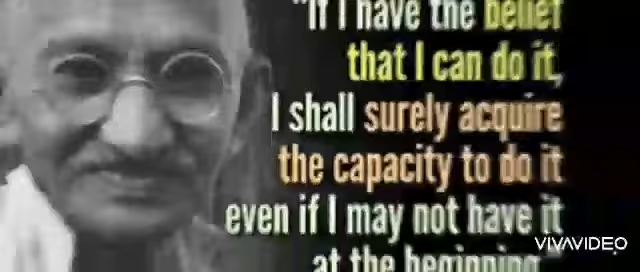 "If I have the belief
that I can do it,
I shall surely acquire
the capacity to do it
even if I may not have it
at the beginning."
VIVAVIDEO